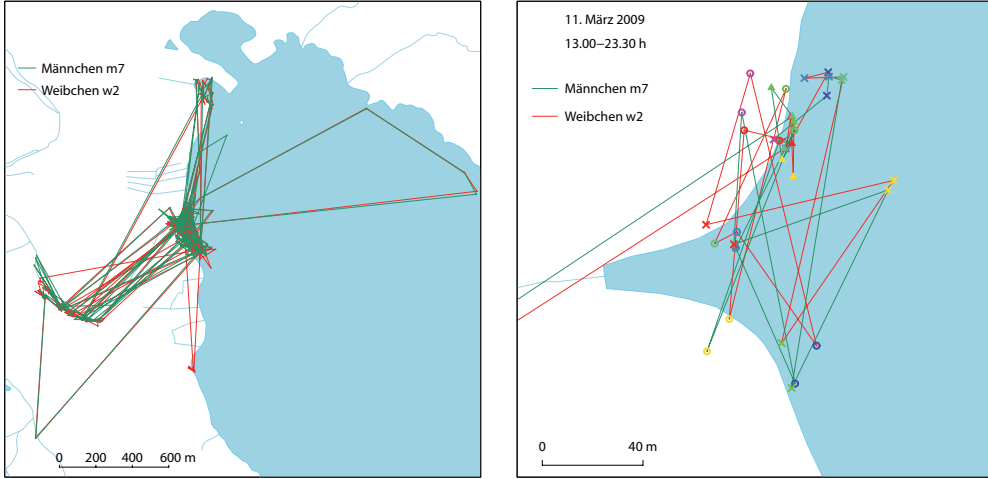 Männchen m7
Weibchen w2
0 200 400 600 m
11. März 2009
13.00–23.30 h
Männchen m7
Weibchen w2
0 40 m